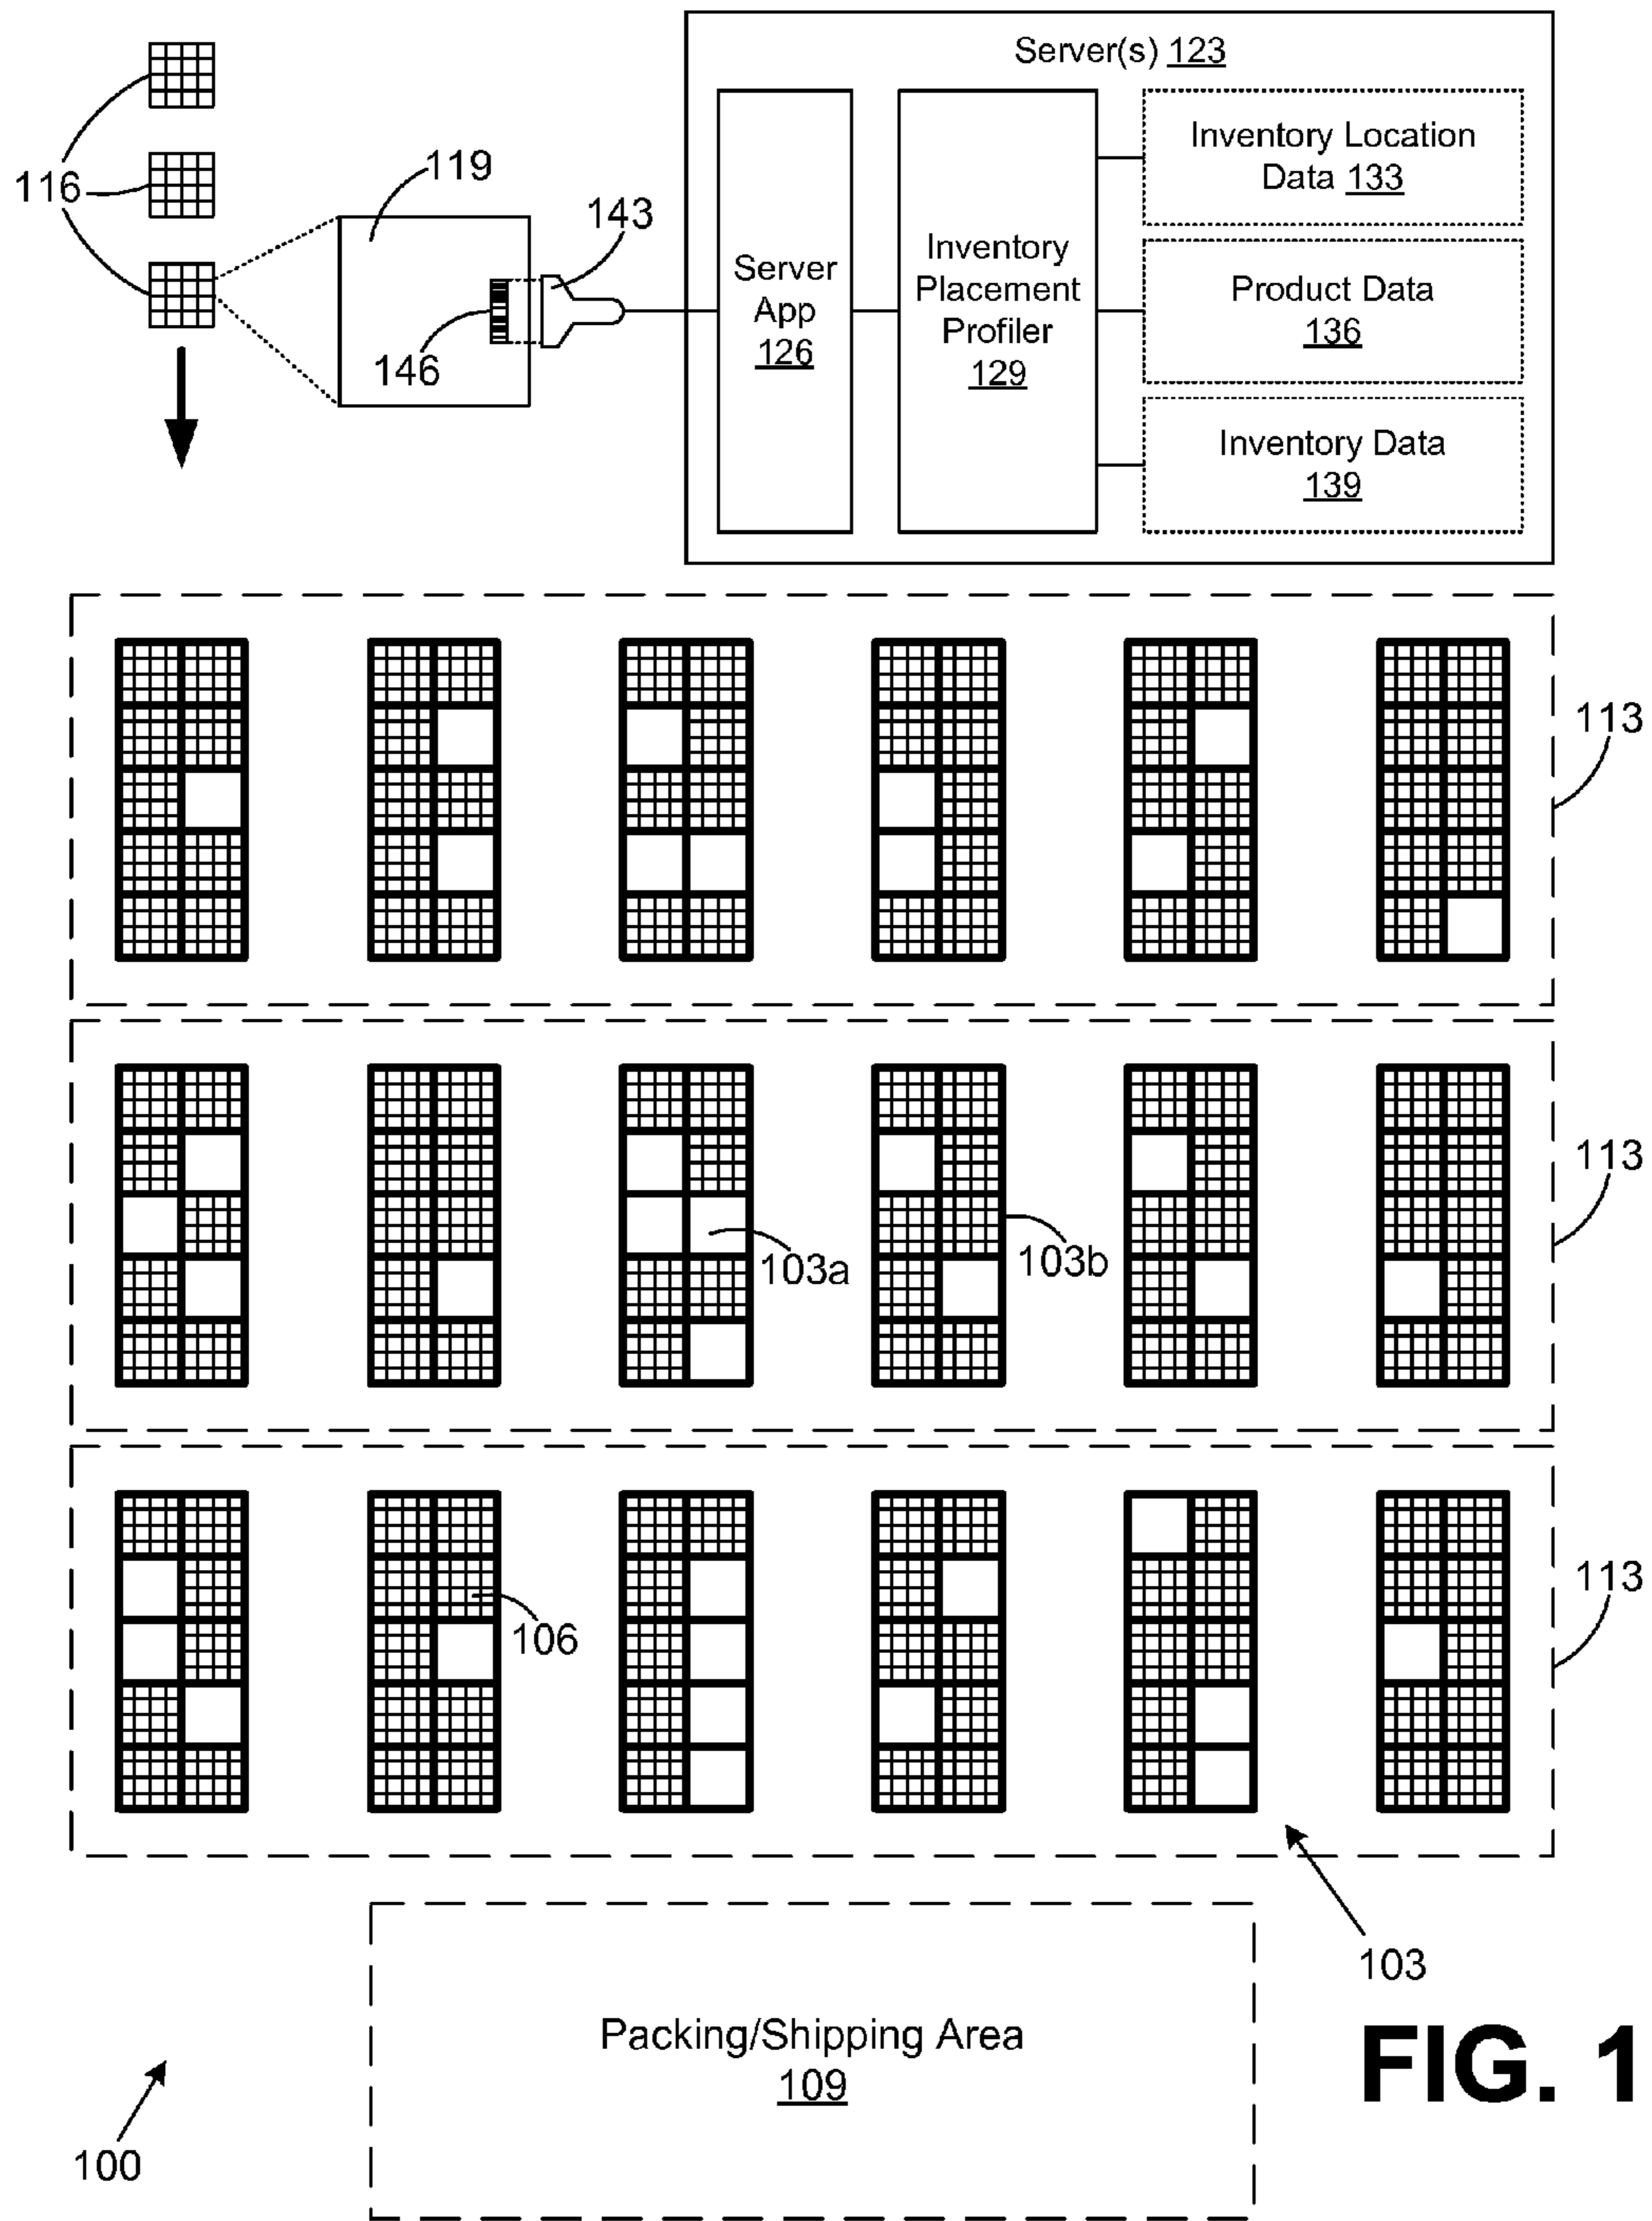 Server(s) 123
116
119
146
143
Server
App
126
Inventory
Placement
Profiler
129
Inventory Location
Data 133
Product Data
136
Inventory Data
139
113
113
103a
103b
113
106
103
Packing/Shipping Area
109
100
FIG. 1